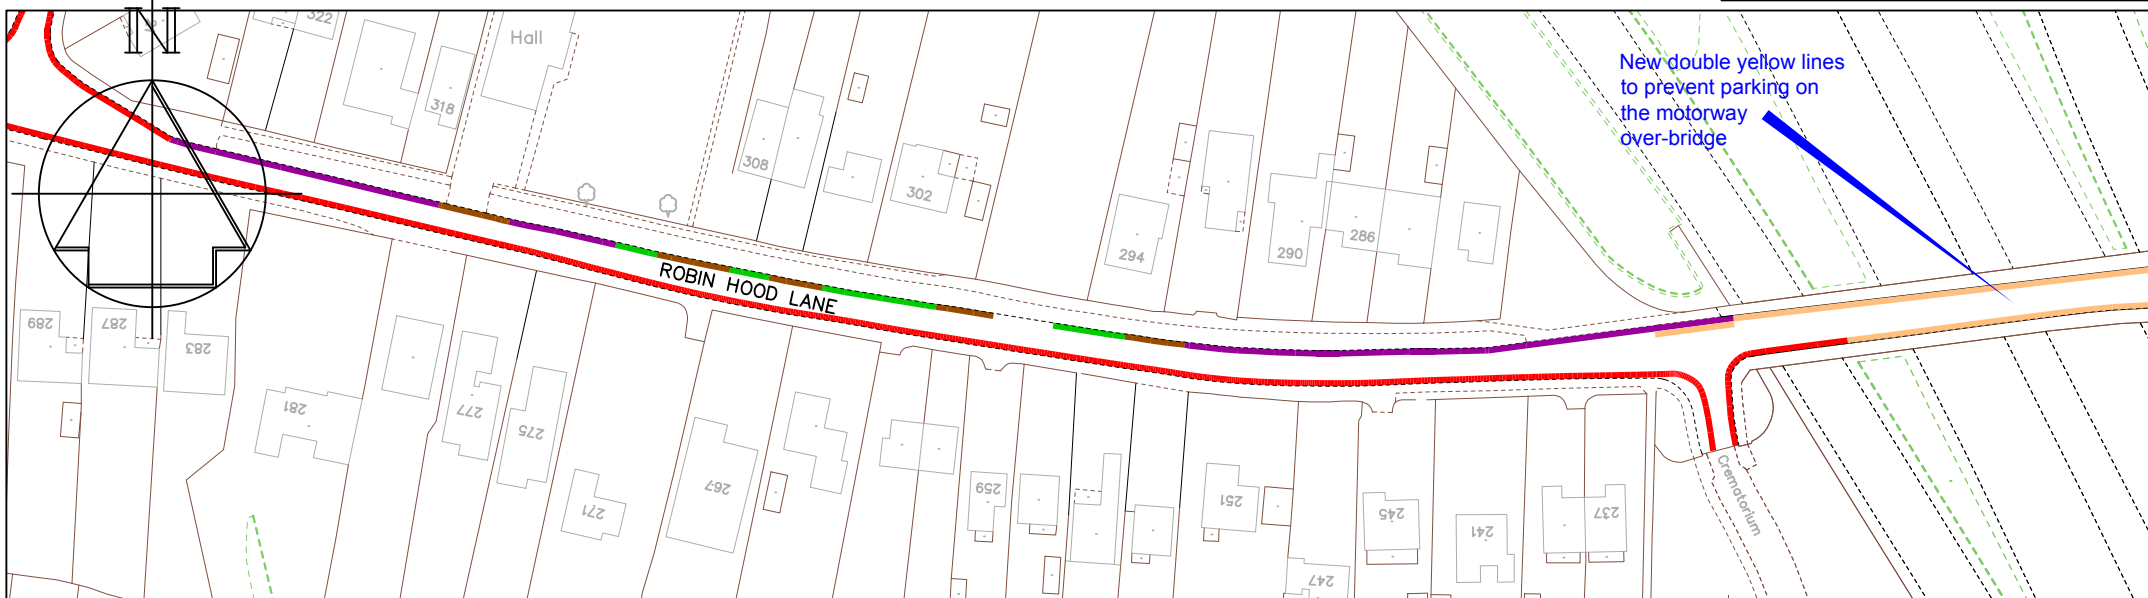 N
322
Hall
318
New double yellow lines
to prevent parking on
the motorway
over-bridge
308
302
294
290
286
ROBIN HOOD LANE
289
287
283
281
277
275
271
267
259
251
247
245
241
237
Crematorium